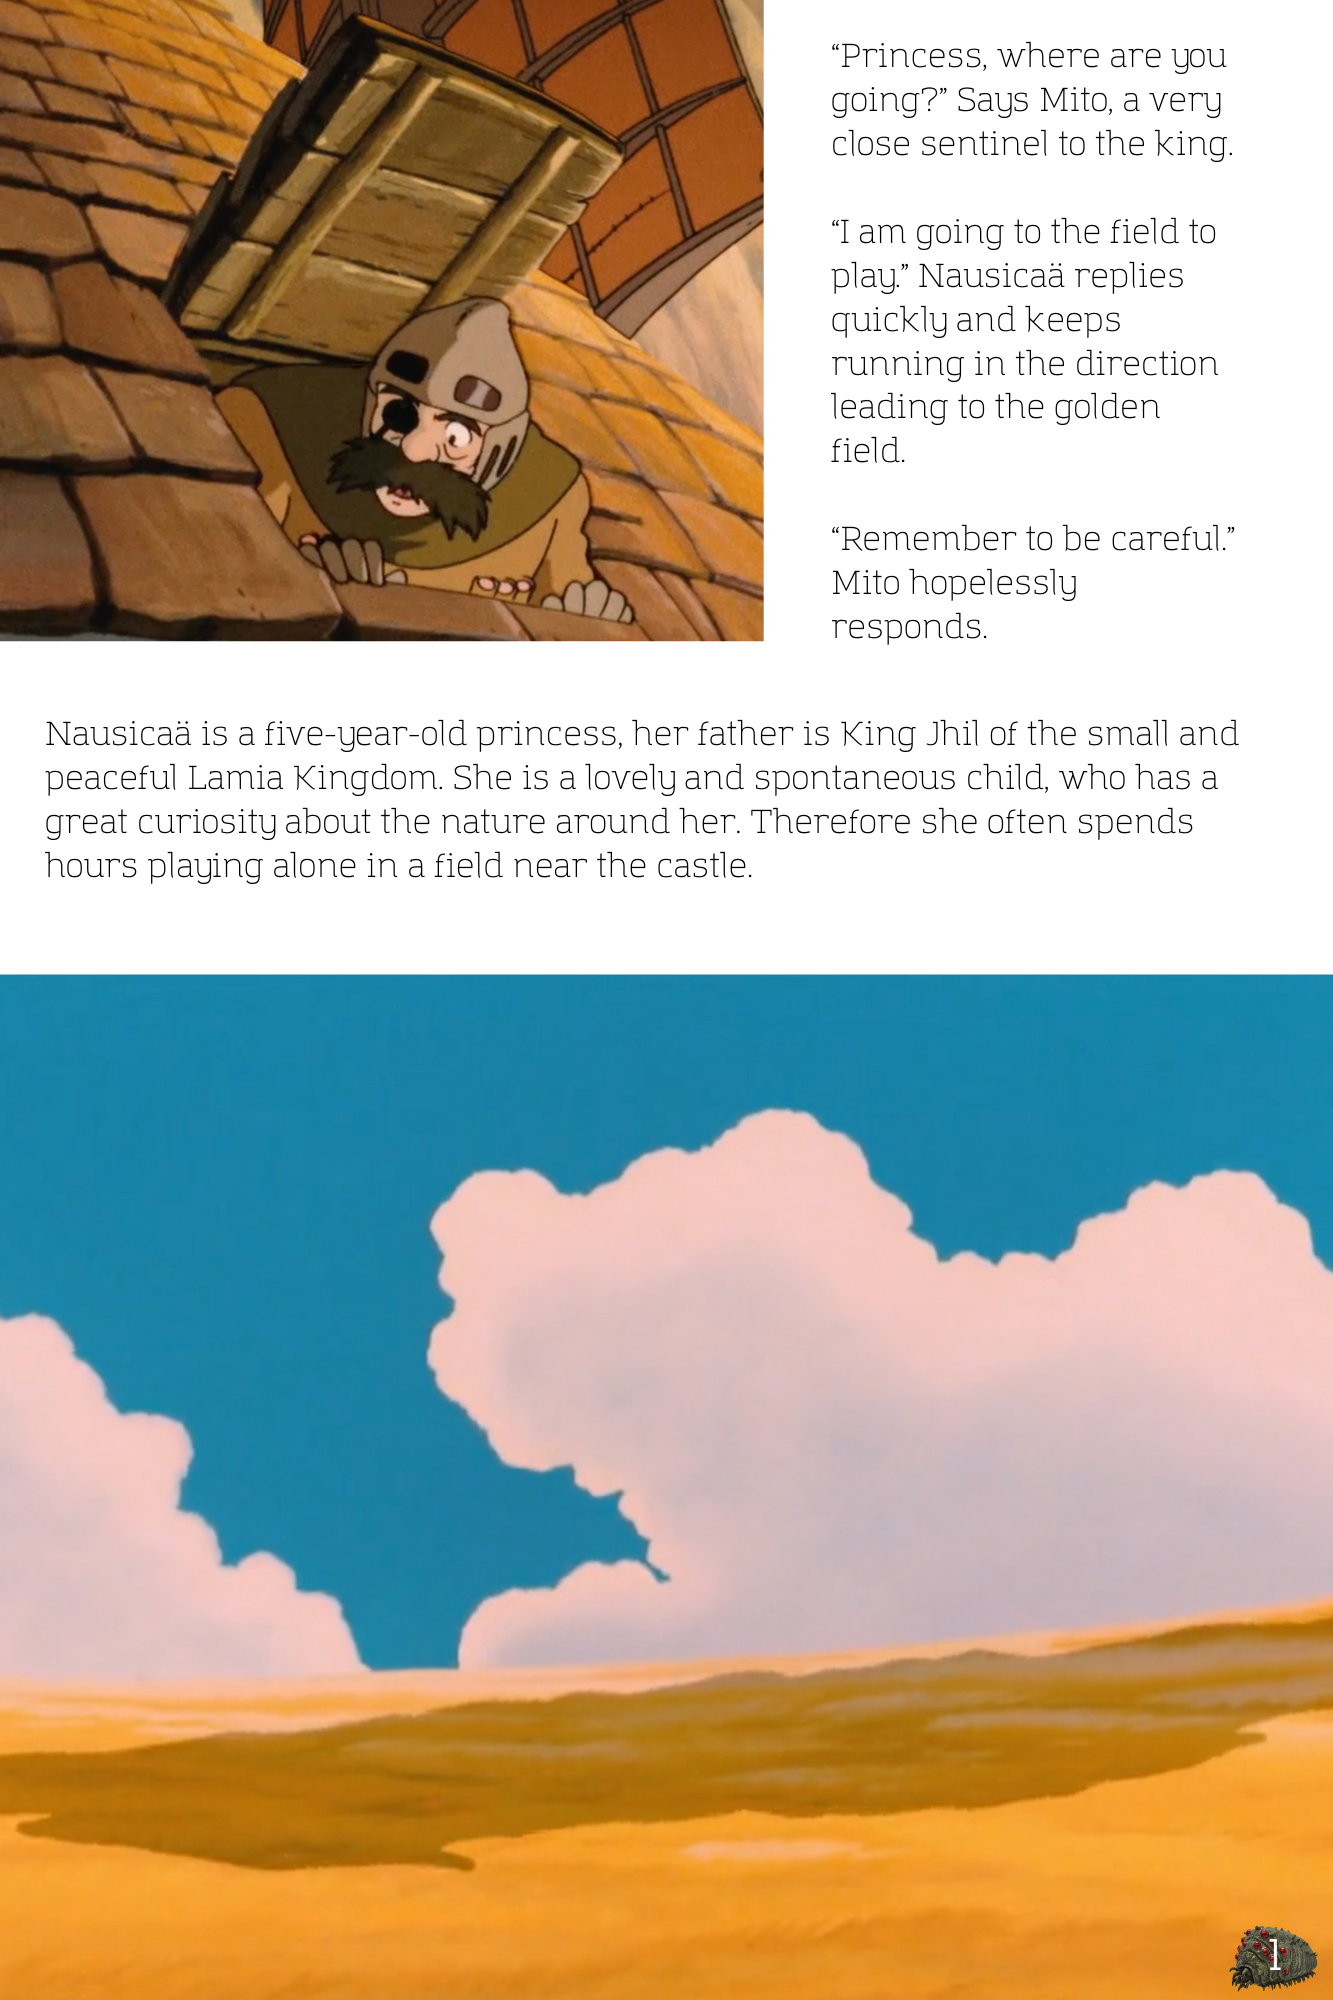 “Princess, where are you
going?” Says Mito, a very
close sentinel to the king.
“I am going to the field to
play.” Nausicaä replies
quickly and keeps
running in the direction
leading to the golden
field.
“Remember to be careful.”
Mito hopelessly
responds.
Nausicaä is a five-year-old princess, her father is King Jhil of the small and
peaceful Lamia Kingdom. She is a lovely and spontaneous child, who has a
great curiosity about the nature around her. Therefore she often spends
hours playing alone in a field near the castle.
1